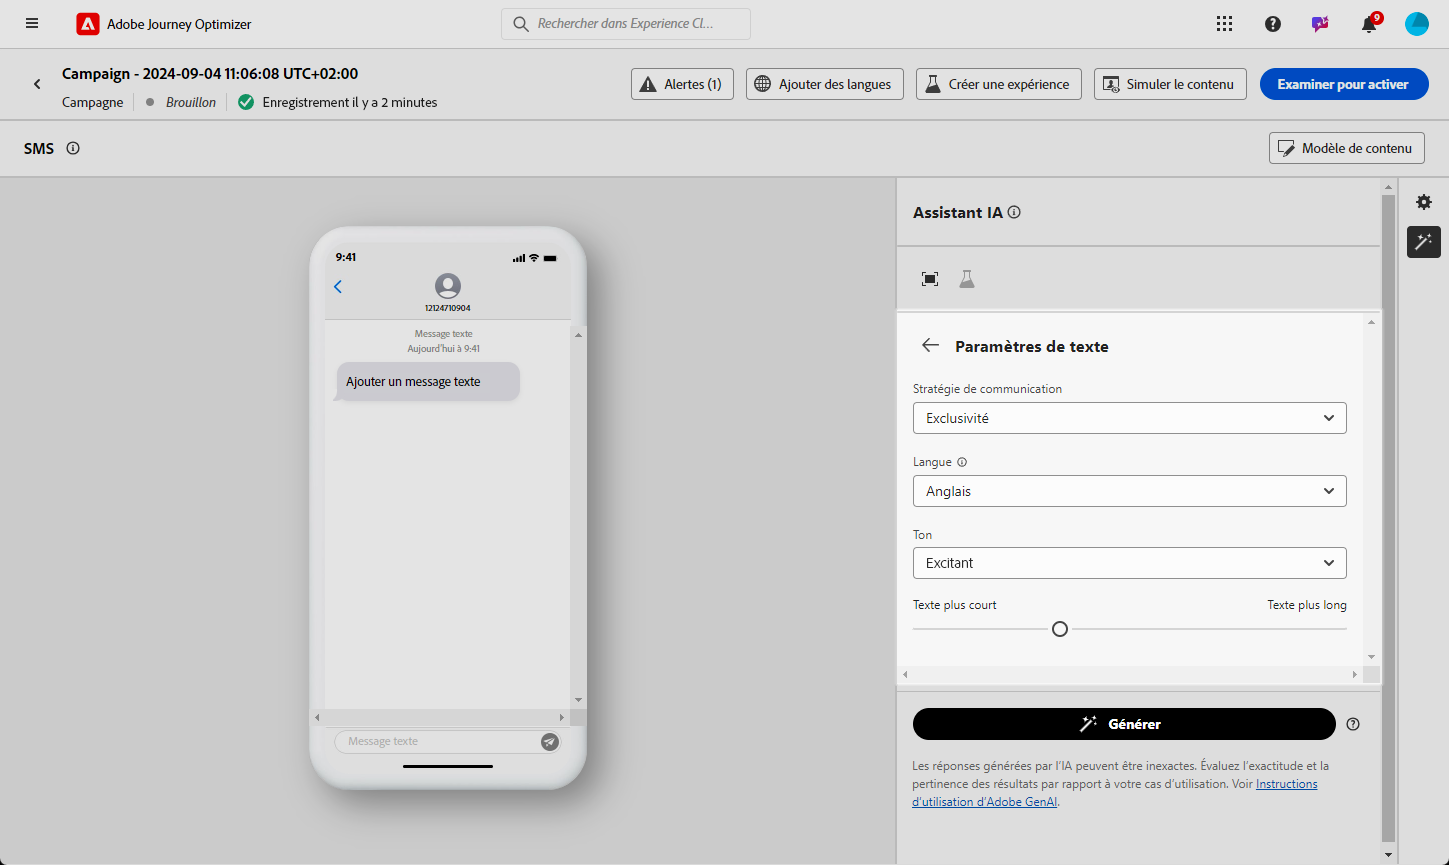 Adobe Journey Optimizer
Rechercher dans Experience Cl...
9
Campaign - 2024-09-04 11:06:08 UTC+02:00
Campagne
Brouillon
Enregistrement il y a 2 minutes
Alertes (1)
Ajouter des langues
Créer une expérience
Simuler le contenu
Examiner pour activer
SMS
Modèle de contenu
9:41
12124710904
Message texte
Aujourd'hui à 9:41
Ajouter un message texte
Message texte
Assistant IA
Paramètres de texte
Stratégie de communication
Exclusivité
Langue
Anglais
Ton
Excitant
Texte plus court
Texte plus long
Générer
Les réponses générées par l'IA peuvent être inexactes. Évaluez l'exactitude et la
pertinence des résultats par rapport à votre cas d'utilisation. Voir Instructions
d'utilisation d'Adobe GenAI.